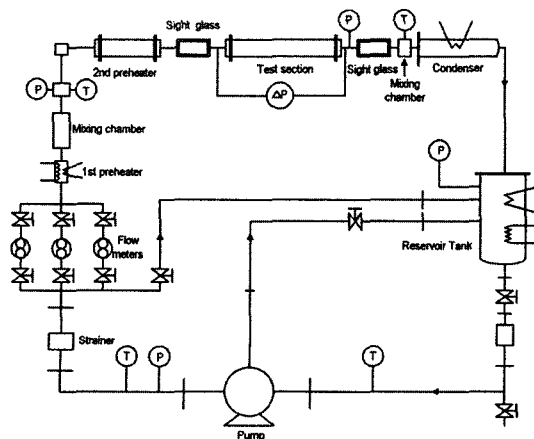 Sight glass
P
T
2nd preheater
Test section
Sight glass
Condenser
Mixing
chamber
ΔP
P
T
Mixing chamber
P
1st preheater
Flow
meters
Reservoir Tank
Strainer
T
P
T
Pump